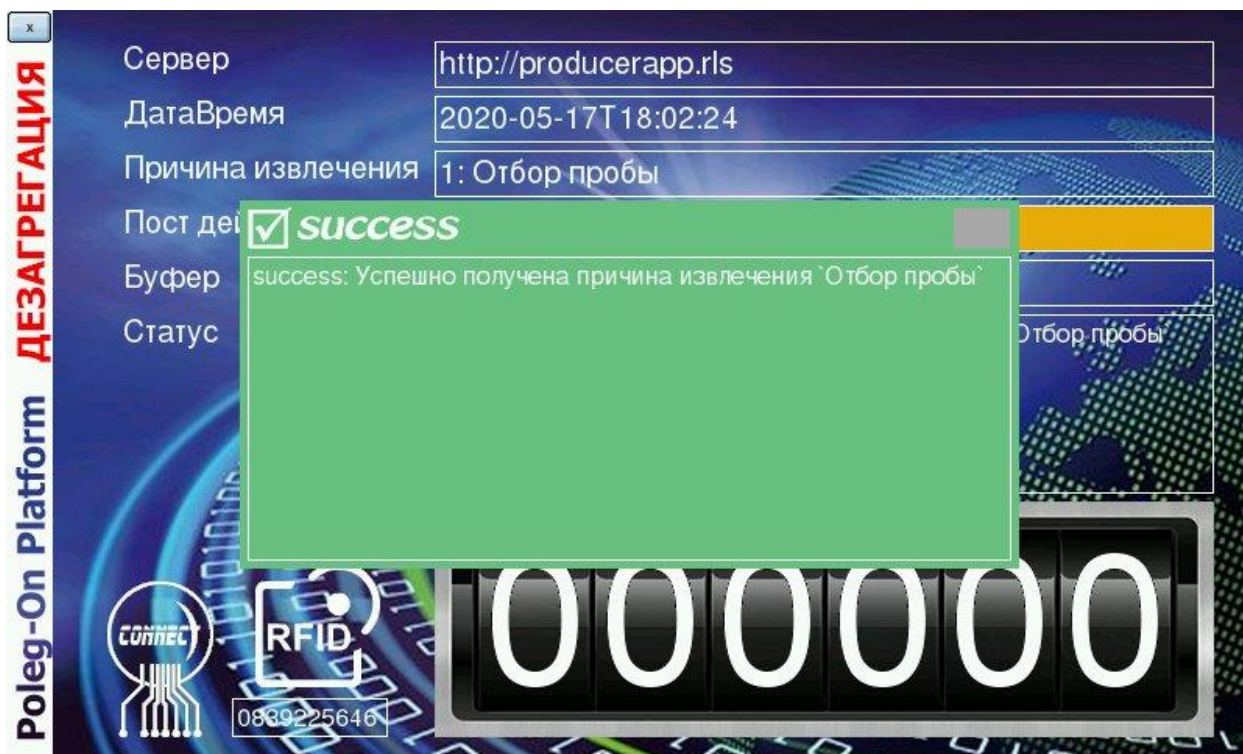 x
Сервер
http://producerapp.rls
ДатаВремя
2020-05-17T18:02:24
Причина извлечения
1: Отбор пробы
Пост
success
success: Успешно получена причина извлечения `Отбор пробы`
Буфер
Статус
Отбор пробы`
Poleg-On Platform ДЕЗАГРЕГАЦИЯ
CONNECT
RFID
0839225646
000000